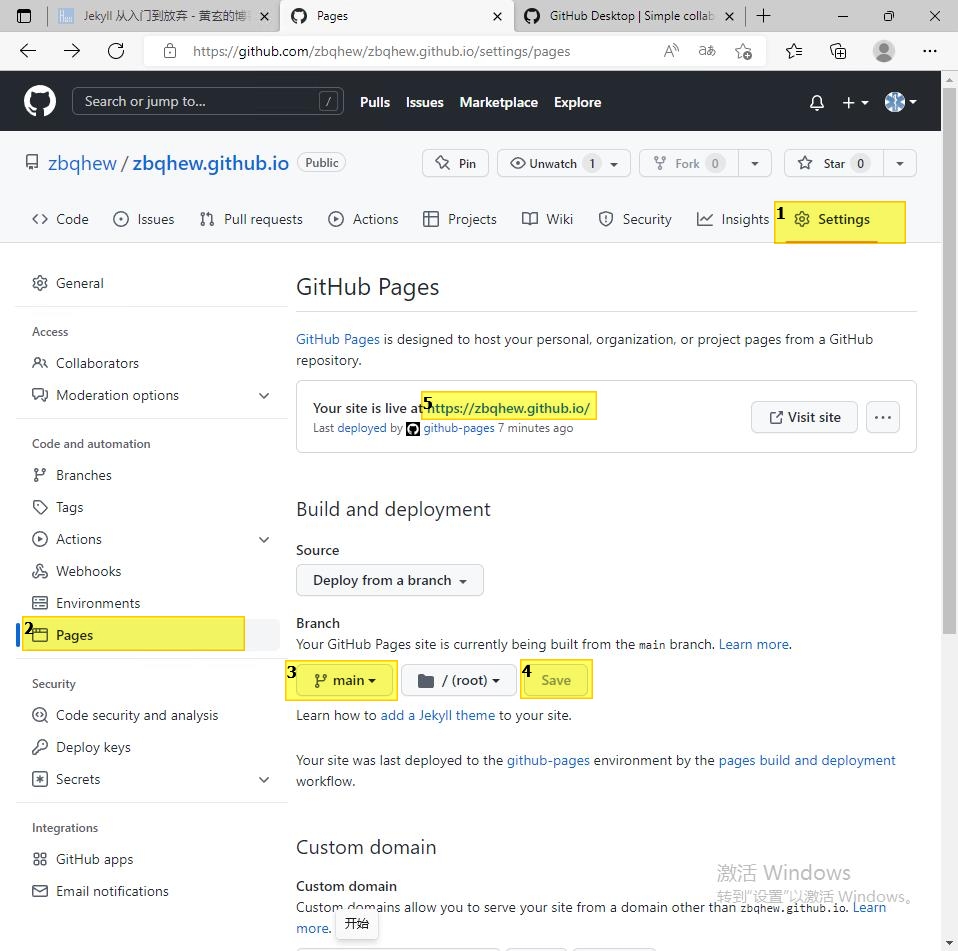 Jekyll 从入门到放弃 - 黄玄的博
Pages
GitHub Desktop | Simple collab
https://github.com/zbqhew/zbqhew.github.io/settings/pages
Search or jump to... /
Pulls Issues Marketplace Explore
zbqhew / zbqhew.github.io Public
Pin Unwatch 1 Fork 0 Star 0
Code Issues Pull requests Actions Projects Wiki Security Insights 1 Settings
General
Access
Collaborators
Moderation options
Code and automation
Branches
Tags
Actions
Webhooks
Environments
2 Pages
Security
Code security and analysis
Deploy keys
Secrets
Integrations
GitHub apps
Email notifications
GitHub Pages
GitHub Pages is designed to host your personal, organization, or project pages from a GitHub
repository.
Your site is live at 5 https://zbqhew.github.io/
Last deployed by github-pages 7 minutes ago
Visit site
Build and deployment
Source
Deploy from a branch
Branch
Your GitHub Pages site is currently being built from the main branch. Learn more.
3 main / (root) 4 Save
Learn how to add a Jekyll theme to your site.
Your site was last deployed to the github-pages environment by the pages build and deployment
workflow.
Custom domain
Custom domain
Custom domains allow you to serve your site from a domain other than zbqhew.github.io. Learn
more.
开始
激活 Windows
转到"设置"以激活 Windows。